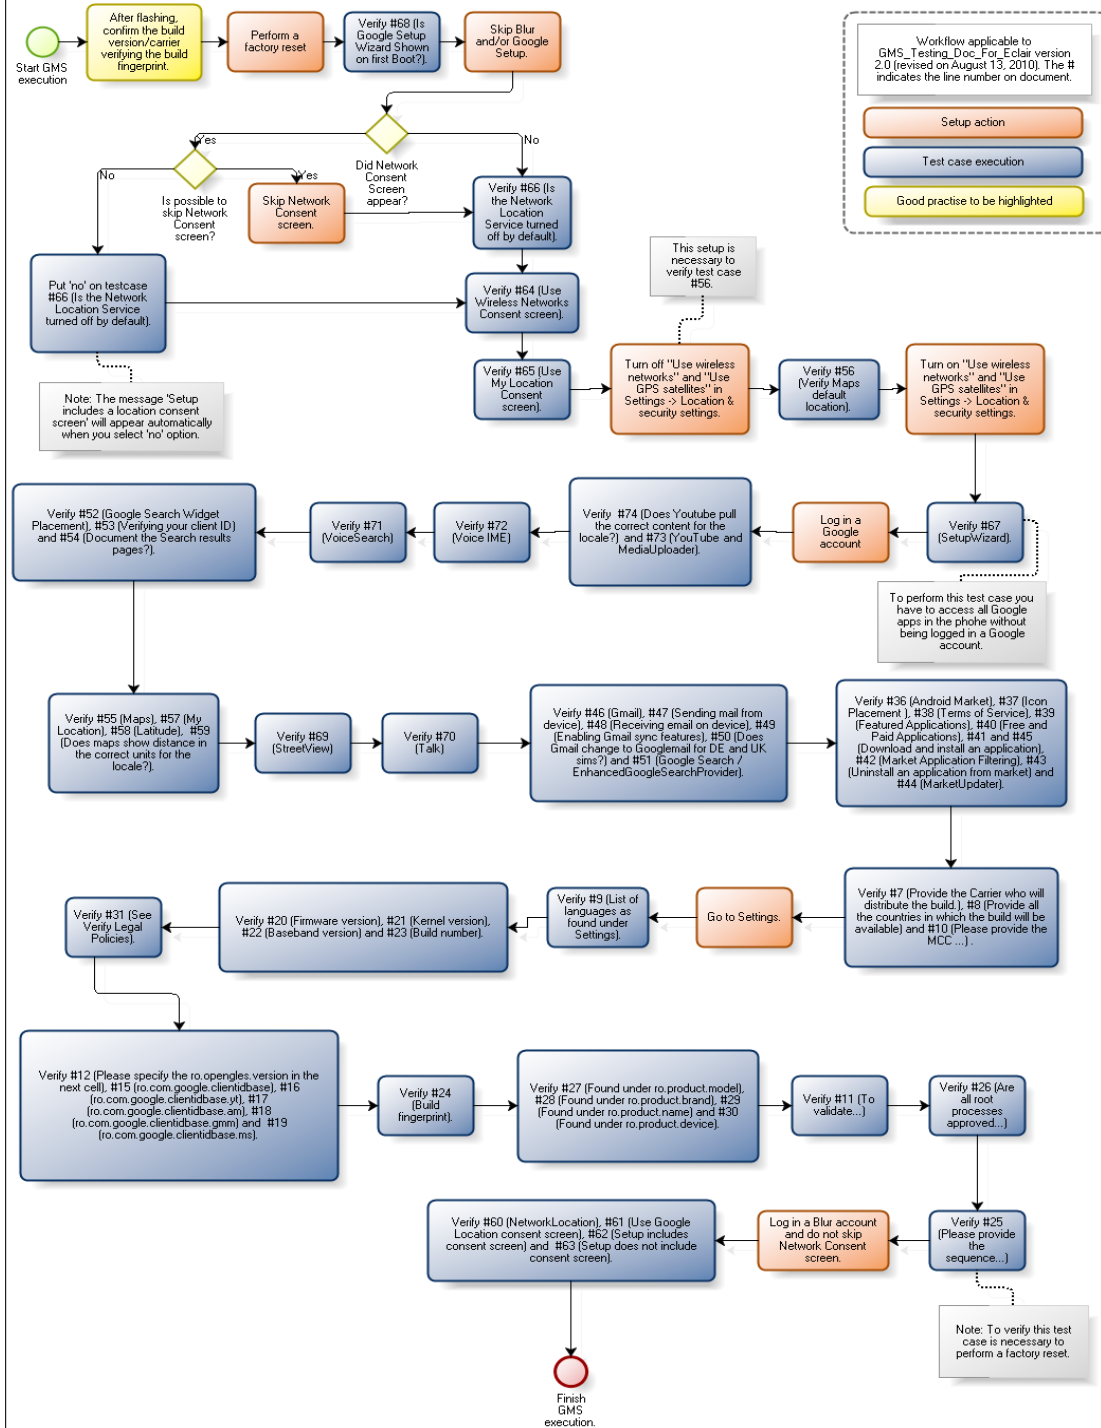 After flashing,
confirm the build
version/carrier
verifying the build
fingerprint.
Perform a
factory reset
Verify #68 (Is
Google Setup
Wizard Shown
on first Boot?).
Skip Blur
and/or Google
Setup.
Start GMS
execution
Workflow applicable to
GMS_Testing_Doc_For_Eclair version
2.0 (revised on August 13, 2010). The #
indicates the line number on document.
Setup action
Test case execution
Good practise to be highlighted
Yes
No
Did Network
Consent
Screen
appear?
No
Yes
Is possible to
skip Network
Consent
screen?
Skip Network
Consent
screen.
Verify #66 (Is
the Network
Location
Service turned
off by default).
This setup is
necessary to
verify test case
#56.
Put 'no' on testcase
#66 (Is the Network
Location Service
turned off by default).
Verify #64 (Use
Wireless Networks
Consent screen).
Verify #65 (Use
My Location
Consent
screen).
Turn off "Use wireless
networks" and "Use
GPS satellites" in
Settings -> Location &
security settings.
Verify #56
(Verify Maps
default
location).
Turn on "Use wireless
networks" and "Use
GPS satellites" in
Settings -> Location &
security settings.
Note: The message 'Setup
includes a location consent
screen' will appear automatically
when you select 'no' option.
Verify #52 (Google Search Widget
Placement), #53 (Verifying your client ID)
and #54 (Document the Search results
pages?).
Verify #71
(VoiceSearch)
Verify #72
(Voice IME)
Verify  #74 (Does Youtube pull
the correct content for the
locale?)  and #73 (YouTube and
MediaUploader).
Log in a
Google
account
Verify #67
(SetupWizard).
To perform this test case you
have to access all Google
apps in the phohe without
being logged in a Google
account.
Verify #55 (Maps), #57 (My
Location), #58 (Latitude), #59
(Does maps show distance in
the correct units for the
locale?).
Verify #69
(StreetView)
Verify #70
(Talk)
Verify #46 (Gmail), #47 (Sending mail from
device), #48 (Receiving email on device), #49
(Enabling Gmail sync features), #50 (Does
Gmail change to Googlemail for DE and UK
sims?) and #51 (Google Search /
EnhancedGoogleSearchProvider).
Verify #36 (Android Market), #37 (Icon
Placement ), #38 (Terms of Service), #39
(Featured Applications), #40 (Free and
Paid Applications), #41 and #45
(Download and install an application),
#42 (Market Application Filtering), #43
(Uninstall an application from market) and
#44 (MarketUpdater).
Verify #31 (See
Verify Legal
Policies).
Verify #20 (Firmware version), #21 (Kernel version),
#22 (Baseband version) and #23 (Build number).
Verify #9 (List of
languages as
found under
Settings).
Go to Settings.
Verify #7 (Provide the Carrier who will
distribute the build.), #8 (Provide all
the countries in which the build will be
available) and #10 (Please provide the
MCC ...) .
Verify #12 (Please specify the ro.opengles.version in the
next cell), #15 (ro.com.google.clientidbase), #16
(ro.com.google.clientidbase.yt), #17
(ro.com.google.clientidbase.am), #18
(ro.com.google.clientidbase.gmm) and  #19
(ro.com.google.clientidbase.ms).
Verify #24
(Build
fingerprint).
Verify #27 (Found under ro.product.model),
#28 (Found under ro.product.brand), #29
(Found under ro.product.name) and #30
(Found under ro.product.device).
Verify #11 (To
validate...)
Verify #26 (Are
all root
processes
approved...)
Verify #60 (NetworkLocation), #61 (Use Google
Location consent screen), #62 (Setup includes
consent screen) and  #63 (Setup does not include
consent screen).
Log in a Blur account
and do not skip
Network Consent
screen.
Verify #25
(Please provide
the
sequence...)
Note: To verify this test
case is necessary to
perform a factory reset.
Finish
GMS
execution.